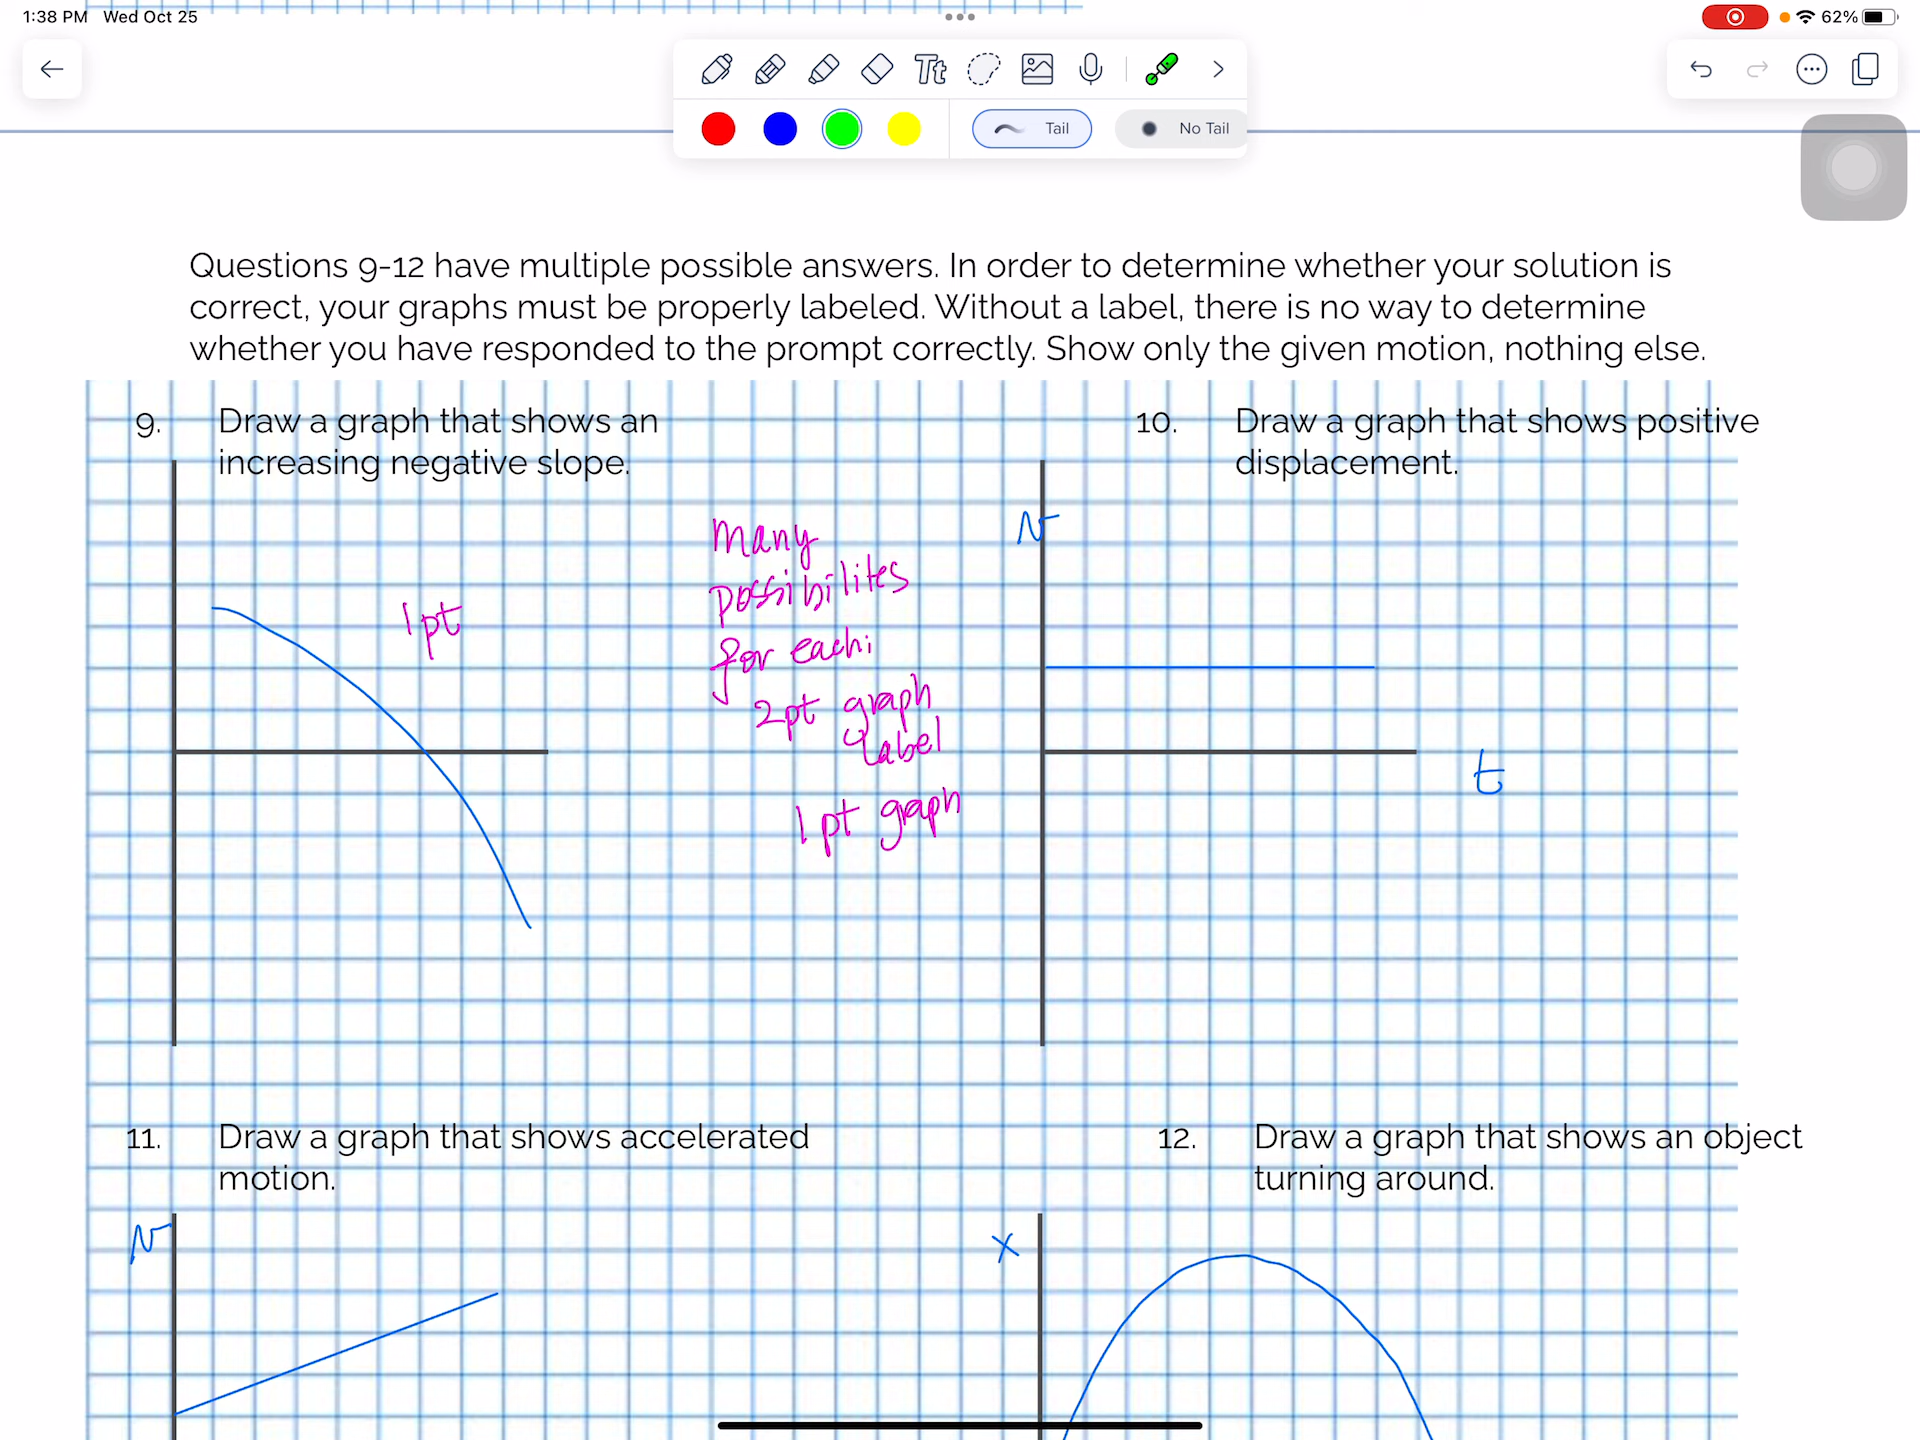 1:38 PM Wed Oct 25
62%
Tt
Tail
No Tail
Questions 9-12 have multiple possible answers. In order to determine whether your solution is
correct, your graphs must be properly labeled. Without a label, there is no way to determine
whether you have responded to the prompt correctly. Show only the given motion, nothing else.
9. Draw a graph that shows an
increasing negative slope.
1pt
many
possibilites
for each:
2pt graph
label
1 pt graph
10. Draw a graph that shows positive
displacement.
v
t
11. Draw a graph that shows accelerated
motion.
v
12. Draw a graph that shows an object
turning around.
x